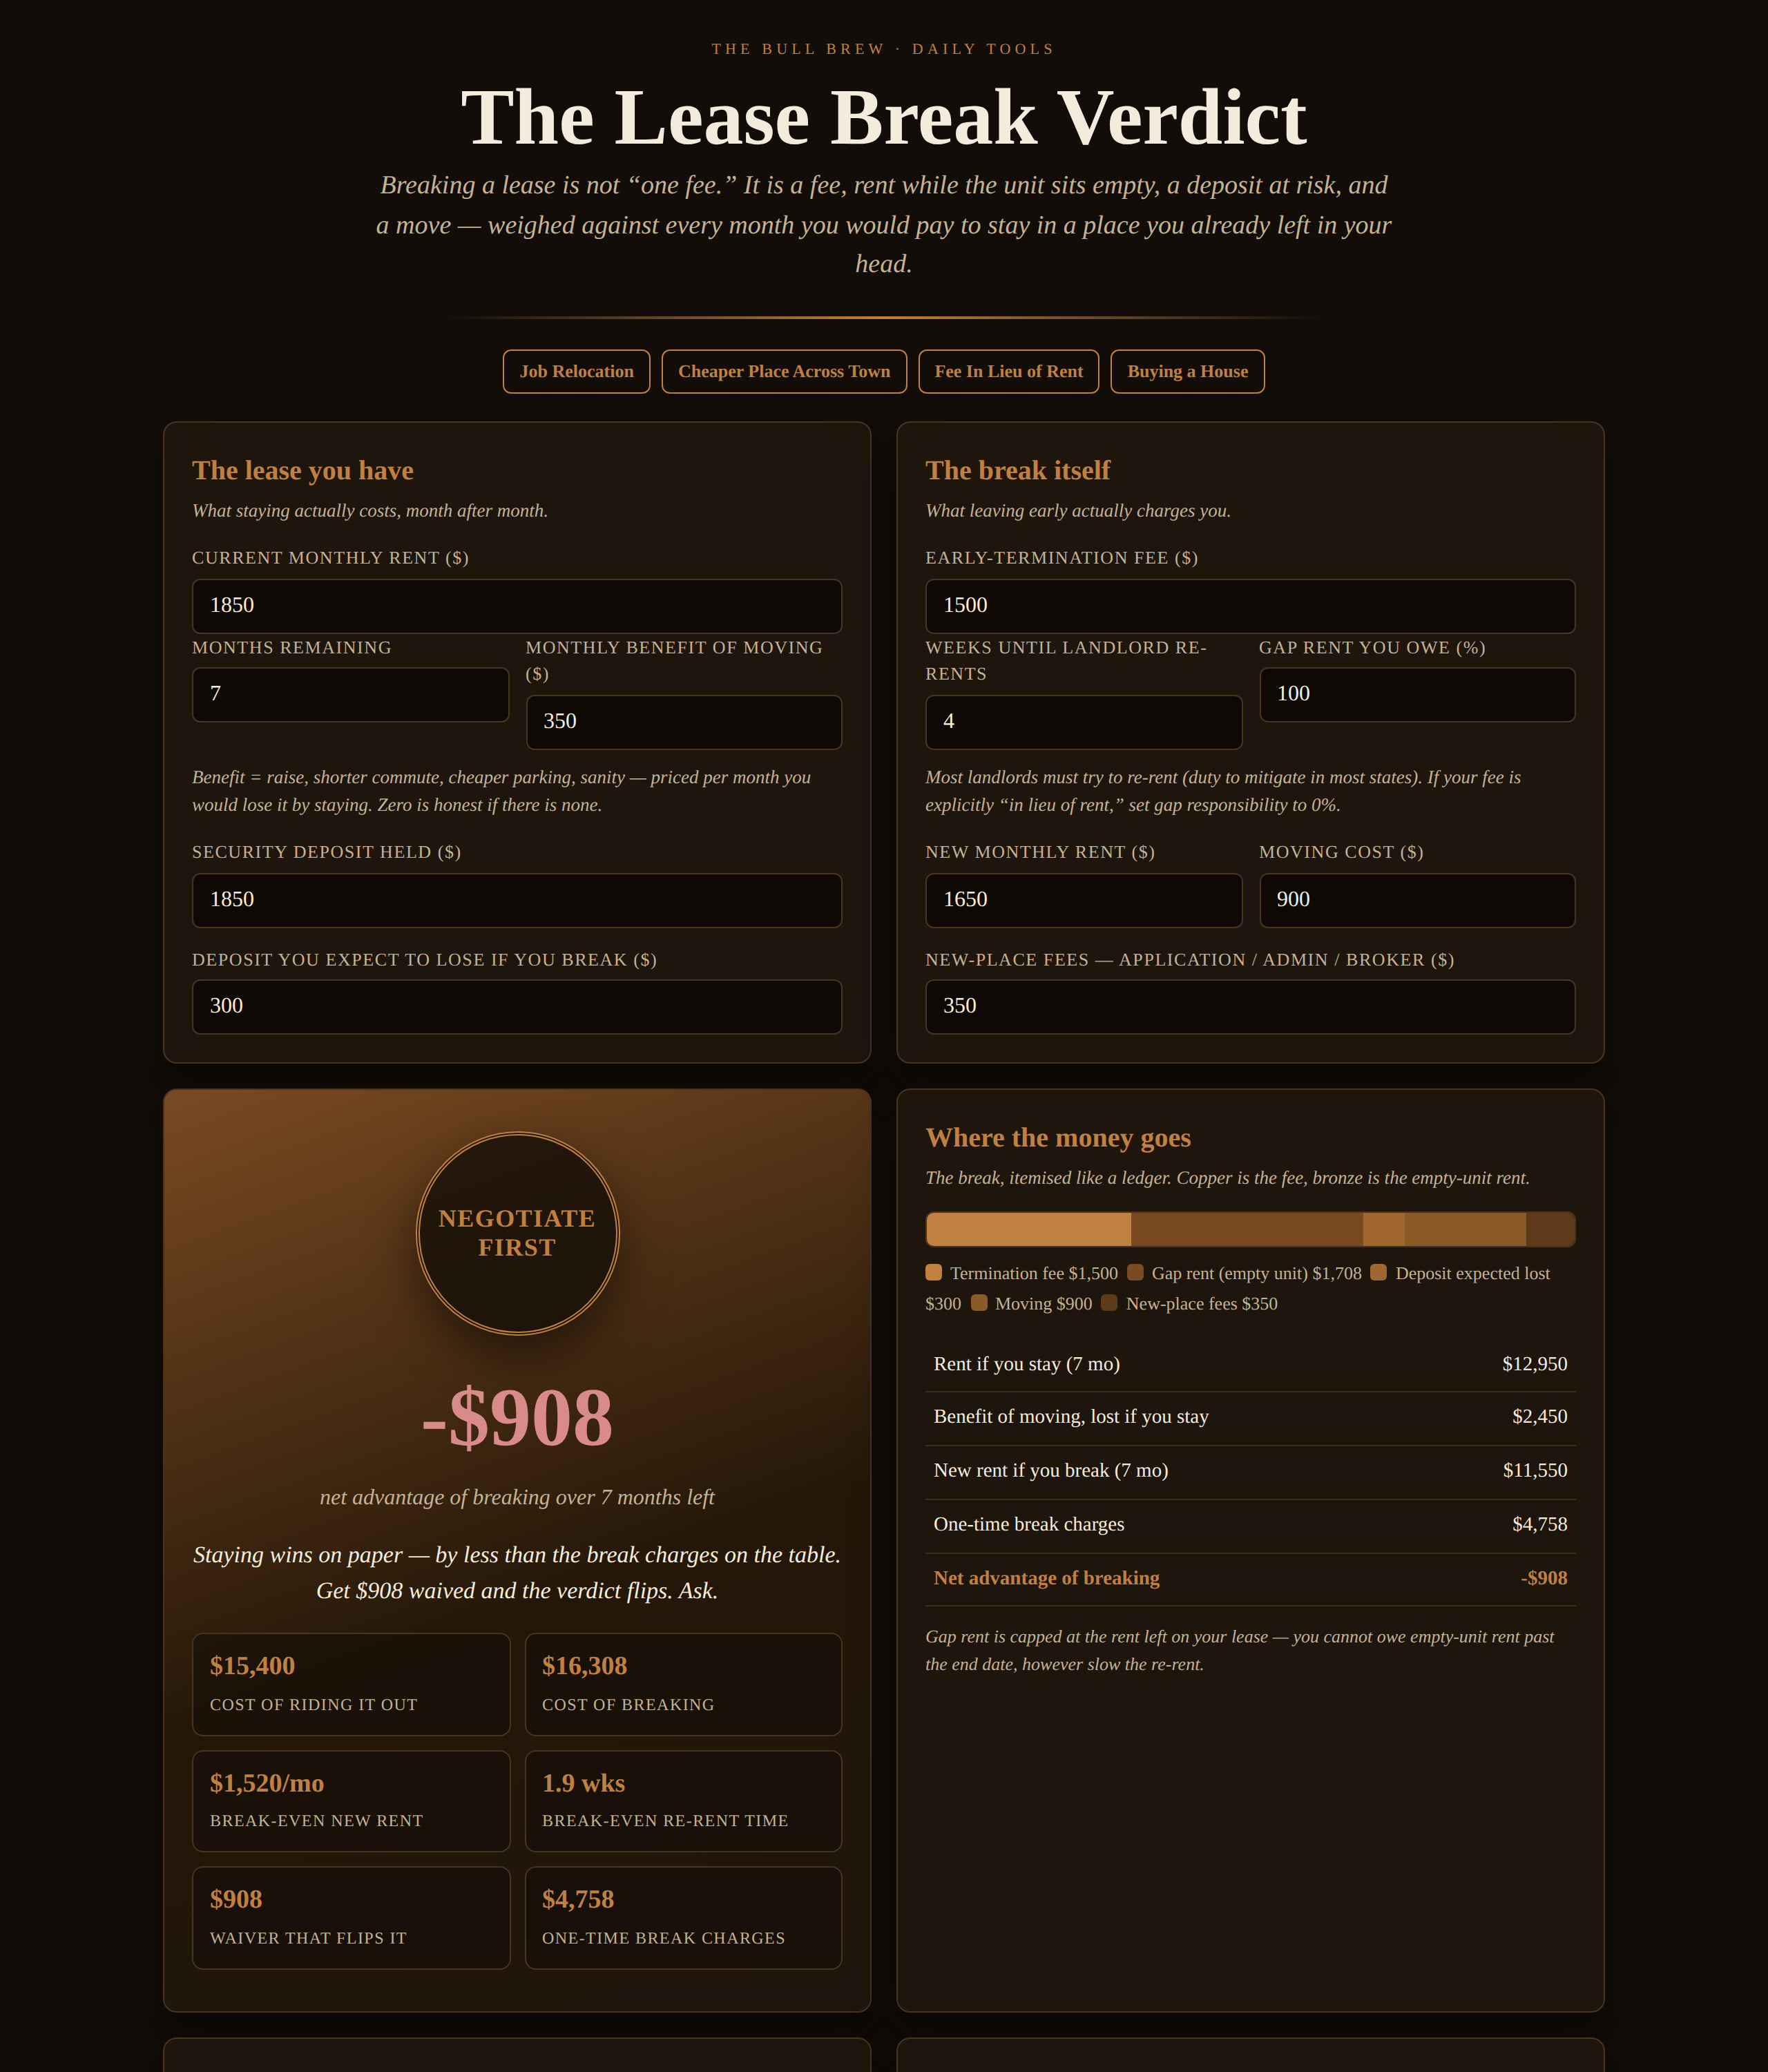 THE BULL BREW · DAILY TOOLS
The Lease Break Verdict
Breaking a lease is not “one fee.” It is a fee, rent while the unit sits empty, a deposit at risk, and
a move — weighed against every month you would pay to stay in a place you already left in your
head.
Job Relocation
Cheaper Place Across Town
Fee In Lieu of Rent
Buying a House
The lease you have
What staying actually costs, month after month.
CURRENT MONTHLY RENT ($)
1850
MONTHS REMAINING
7
MONTHLY BENEFIT OF MOVING
($)
350
Benefit = raise, shorter commute, cheaper parking, sanity — priced per month you
would lose it by staying. Zero is honest if there is none.
SECURITY DEPOSIT HELD ($)
1850
DEPOSIT YOU EXPECT TO LOSE IF YOU BREAK ($)
300
The break itself
What leaving early actually charges you.
EARLY-TERMINATION FEE ($)
1500
WEEKS UNTIL LANDLORD RE-
RENTS
4
GAP RENT YOU OWE (%)
100
Most landlords must try to re-rent (duty to mitigate in most states). If your fee is
explicitly “in lieu of rent,” set gap responsibility to 0%.
NEW MONTHLY RENT ($)
1650
MOVING COST ($)
900
NEW-PLACE FEES — APPLICATION / ADMIN / BROKER ($)
350
NEGOTIATE
FIRST
-$908
net advantage of breaking over 7 months left
Staying wins on paper — by less than the break charges on the table.
Get $908 waived and the verdict flips. Ask.
$15,400
COST OF RIDING IT OUT
$16,308
COST OF BREAKING
$1,520/mo
BREAK-EVEN NEW RENT
1.9 wks
BREAK-EVEN RE-RENT TIME
$908
WAIVER THAT FLIPS IT
$4,758
ONE-TIME BREAK CHARGES
Where the money goes
The break, itemised like a ledger. Copper is the fee, bronze is the empty-unit rent.
Termination fee $1,500 Gap rent (empty unit) $1,708 Deposit expected lost
$300 Moving $900 New-place fees $350
Rent if you stay (7 mo) $12,950
Benefit of moving, lost if you stay $2,450
New rent if you break (7 mo) $11,550
One-time break charges $4,758
Net advantage of breaking -$908
Gap rent is capped at the rent left on your lease — you cannot owe empty-unit rent past
the end date, however slow the re-rent.